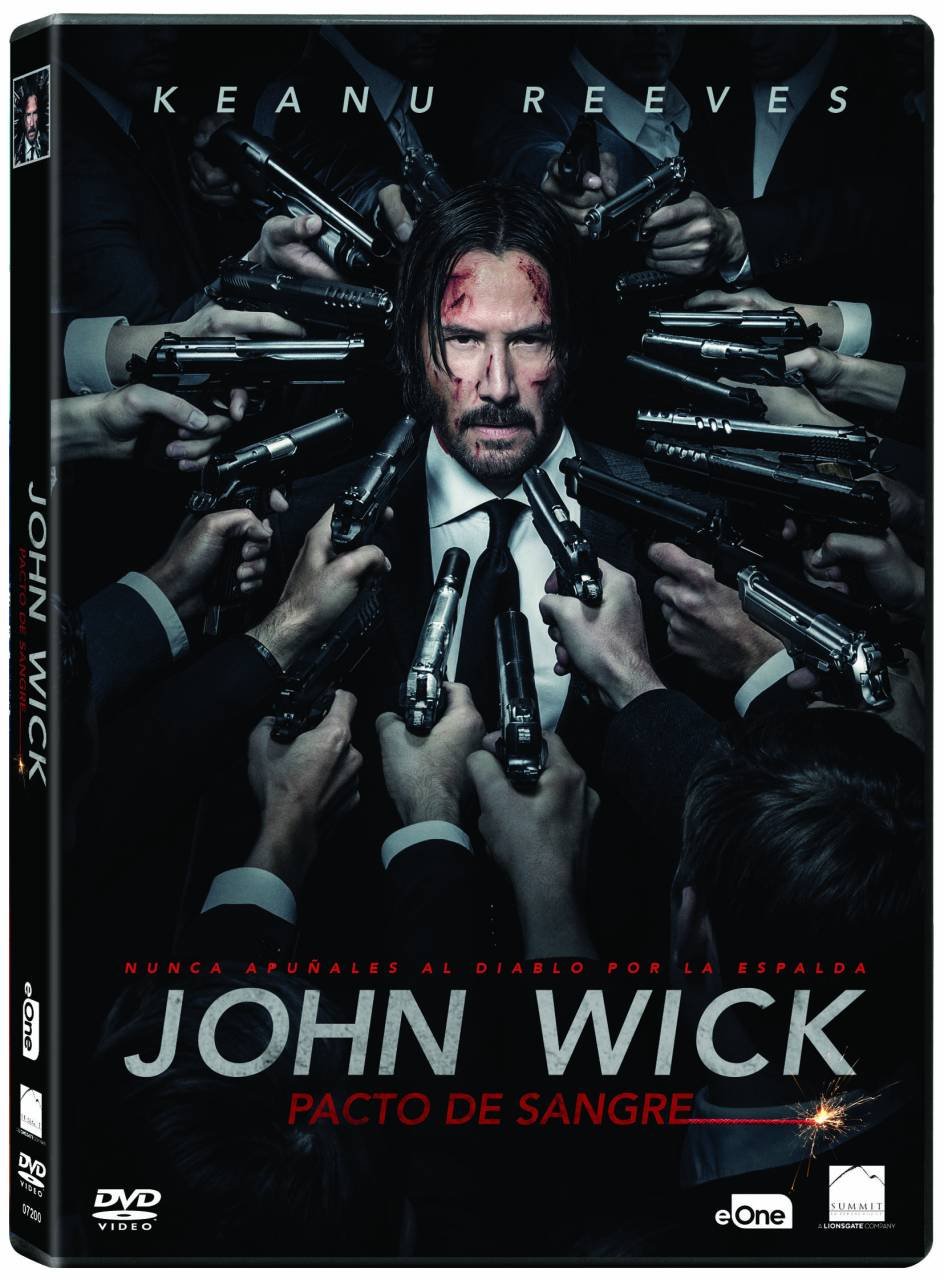 KEANU REEVES
NUNCA APUÑALES AL DIABLO POR LA ESPALDA
JOHN WICK
PACTO DE SANGRE
DVD
VIDEO
eOne
SUMMIT
A LIONSGATE COMPANY
JOHN WICK
PACTO DE SANGRE
eOne
DVD
VIDEO
07200